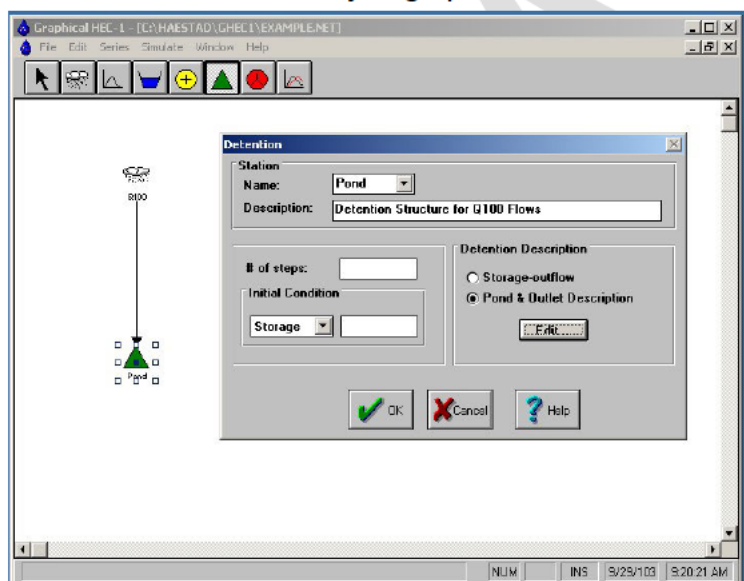 Graphical HEC-1 - [C:\HAESTAD\GHEC1\EXAMPLE.NET]
File Edit Series Simulate Window Help
Detention
Station
Name: Pond
Description: Detention Structure for Q100 Flows
# of steps:
Initial Condition
Storage
Detention Description
Storage-outflow
Pond & Outlet Description
Edit......
OK
Cancel
Help
Pond
NUM INS 9/29/103 9:20:21 AM